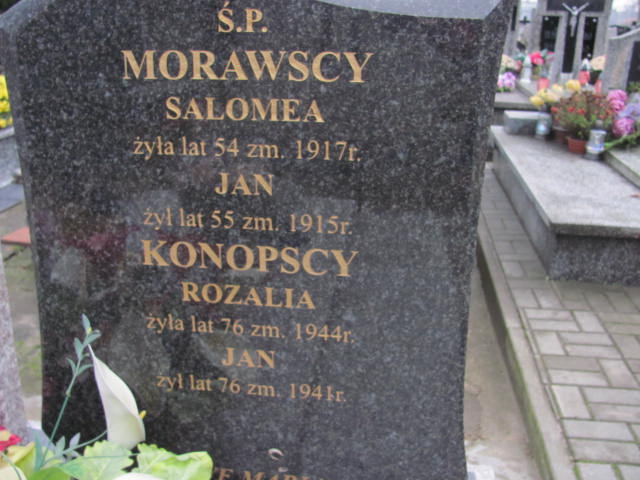 Ś.P.
MORAWSCY
SALOMEA
żyła lat 54 zm. 1917r.
JAN
żył lat 55 zm. 1915r.
KONOPSCY
ROZALIA
żyła lat 76 zm. 1944r.
JAN
żył lat 76 zm. 1941r.